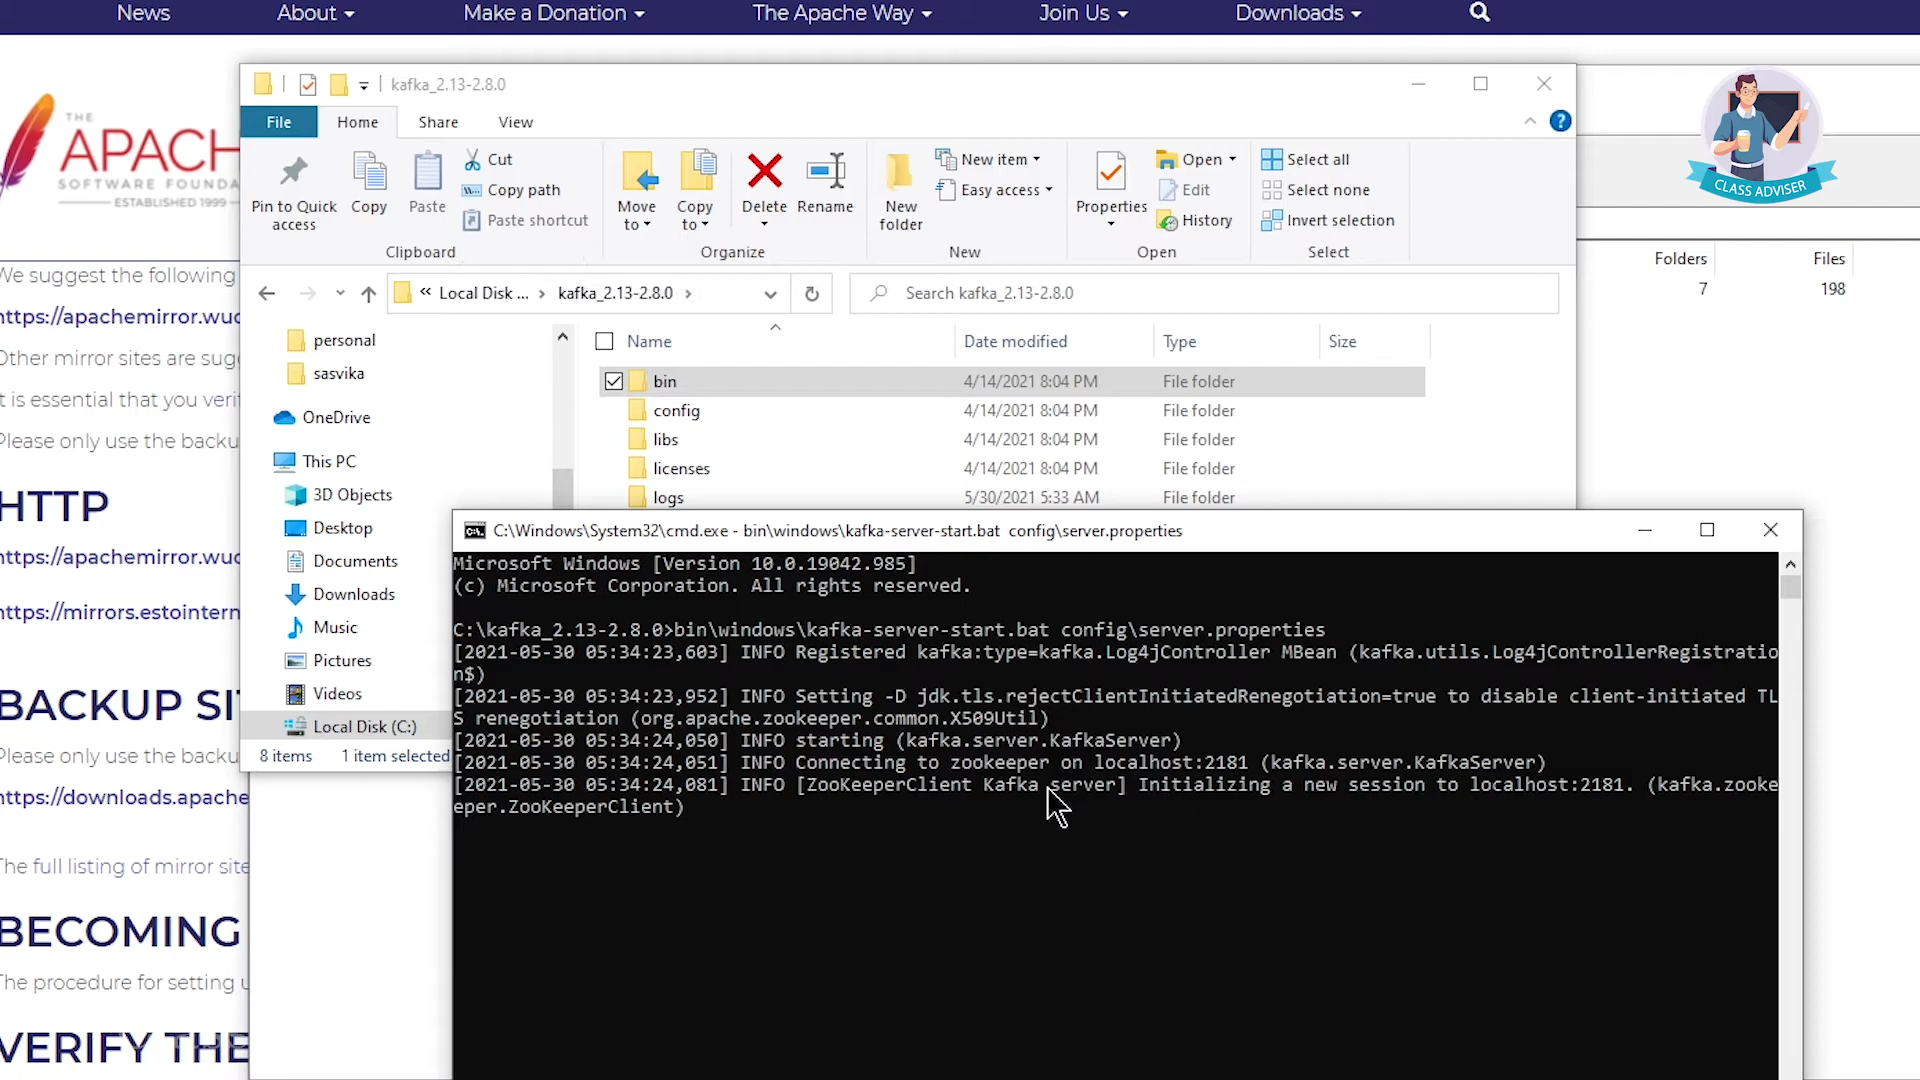 News About Make a Donation The Apache Way Join Us Downloads
kafka_2.13-2.8.0
File Home Share View
THE
APACH
SOFTWARE FOUNDA
ESTABLISHED 1999
CLASS ADVISER
Pin to Quick access
Copy
Paste
Cut
Copy path
Paste shortcut
Move to
Copy to
Delete
Rename
New folder
New item
Easy access
Properties
Open
Edit
History
Select all
Select none
Invert selection
Clipboard Organize New Open Select
« Local Disk ... › kafka_2.13-2.8.0 ›
Search kafka_2.13-2.8.0
Folders Files
7 198
We suggest the following
https://apachemirror.wuc
Other mirror sites are sugg
It is essential that you verif
Please only use the backu
HTTP
https://apachemirror.wuc
https://mirrors.estointern
BACKUP SIT
Please only use the backu
https://downloads.apache
The full listing of mirror site
BECOMING
The procedure for setting u
VERIFY THE
personal
sasvika
OneDrive
This PC
3D Objects
Desktop
Documents
Downloads
Music
Pictures
Videos
Local Disk (C:)
8 items 1 item selected
Name Date modified Type Size
bin 4/14/2021 8:04 PM File folder
config 4/14/2021 8:04 PM File folder
libs 4/14/2021 8:04 PM File folder
licenses 4/14/2021 8:04 PM File folder
logs 5/30/2021 5:33 AM File folder
C:\Windows\System32\cmd.exe - bin\windows\kafka-server-start.bat config\server.properties
Microsoft Windows [Version 10.0.19042.985]
(c) Microsoft Corporation. All rights reserved.
C:\kafka_2.13-2.8.0>bin\windows\kafka-server-start.bat config\server.properties
[2021-05-30 05:34:23,603] INFO Registered kafka:type=kafka.Log4jController MBean (kafka.utils.Log4jControllerRegistratio
n$)
[2021-05-30 05:34:23,952] INFO Setting -D jdk.tls.rejectClientInitiatedRenegotiation=true to disable client-initiated TL
S renegotiation (org.apache.zookeeper.common.X509Util)
[2021-05-30 05:34:24,050] INFO starting (kafka.server.KafkaServer)
[2021-05-30 05:34:24,051] INFO Connecting to zookeeper on localhost:2181 (kafka.server.KafkaServer)
[2021-05-30 05:34:24,081] INFO [ZooKeeperClient Kafka server] Initializing a new session to localhost:2181. (kafka.zooke
eper.ZooKeeperClient)